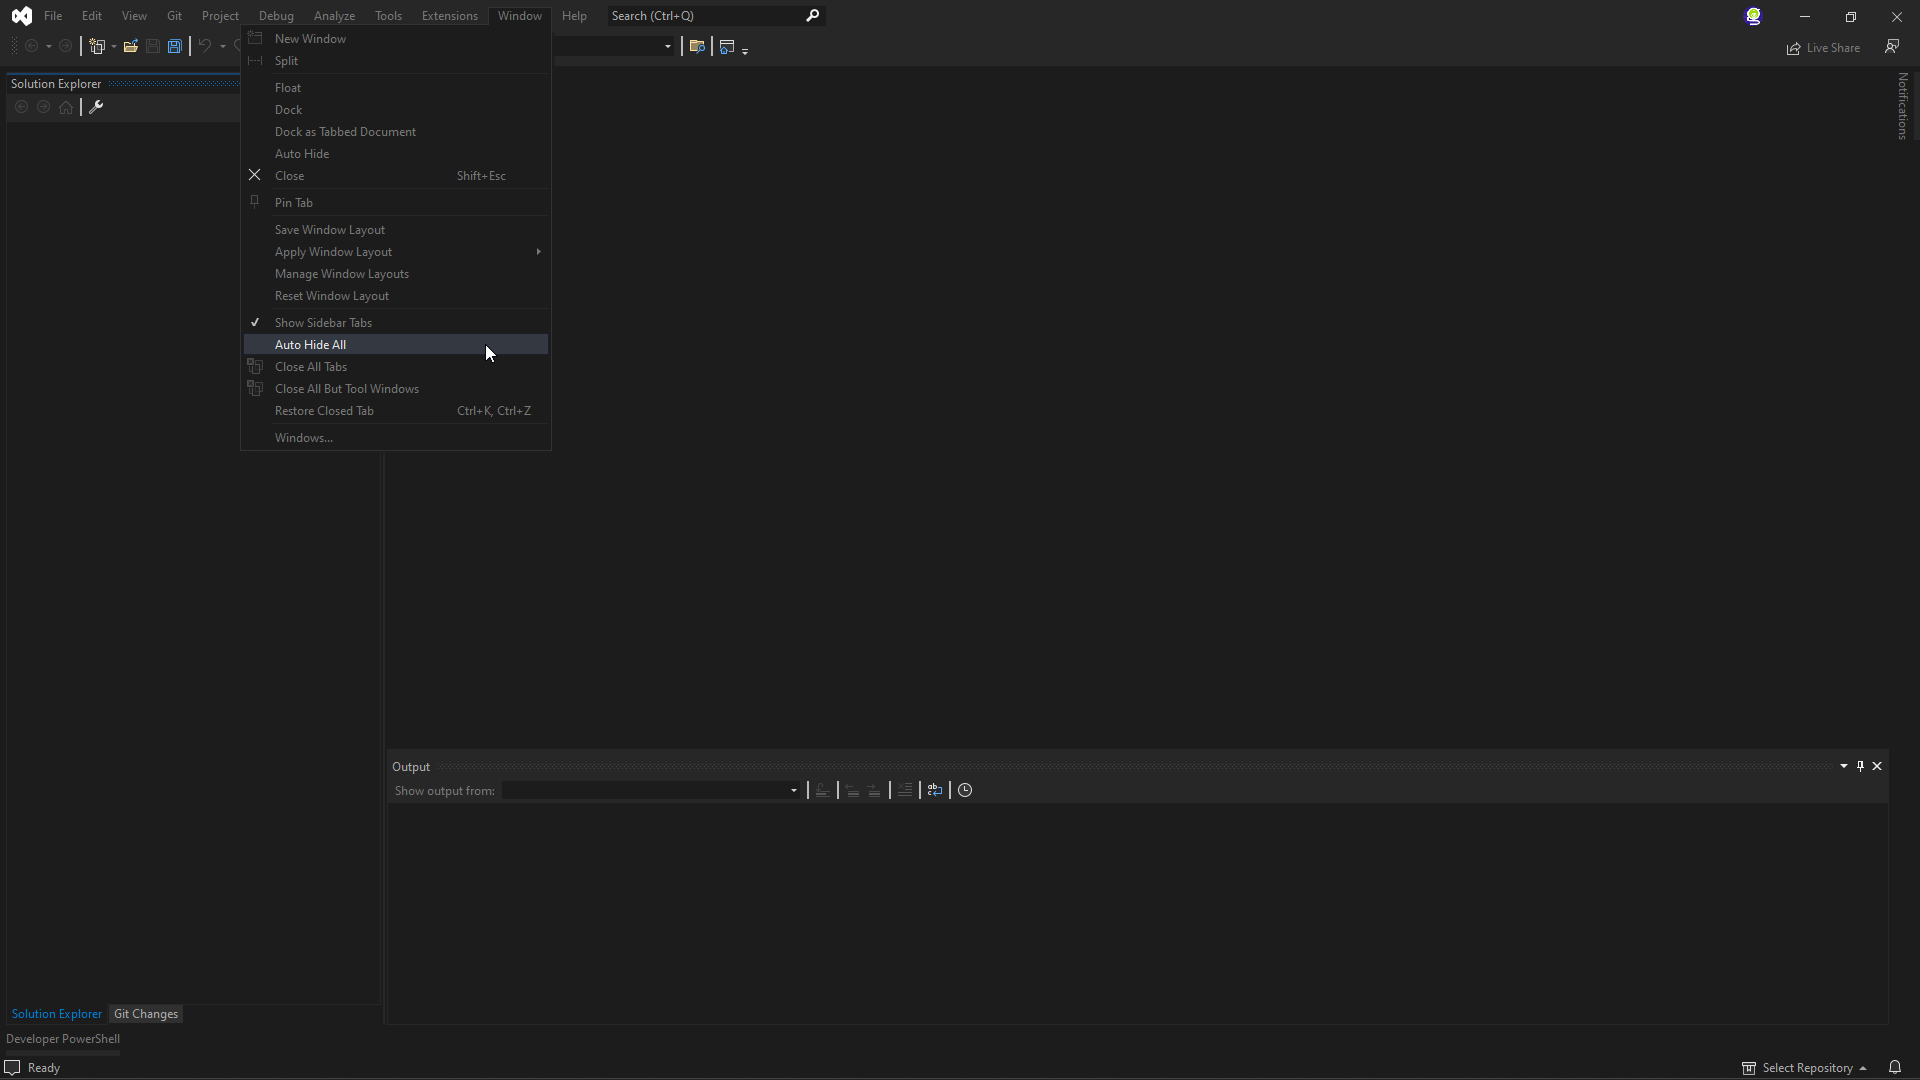 File Edit View Git Project Debug Analyze Tools Extensions Window Help Search (Ctrl+Q)
Live Share
Solution Explorer
Notifications
New Window
Split
Float
Dock
Dock as Tabbed Document
Auto Hide
Close Shift+Esc
Pin Tab
Save Window Layout
Apply Window Layout
Manage Window Layouts
Reset Window Layout
Show Sidebar Tabs
Auto Hide All
Close All Tabs
Close All But Tool Windows
Restore Closed Tab Ctrl+K, Ctrl+Z
Windows...
Output
Show output from:
Solution Explorer Git Changes
Developer PowerShell
Ready Select Repository